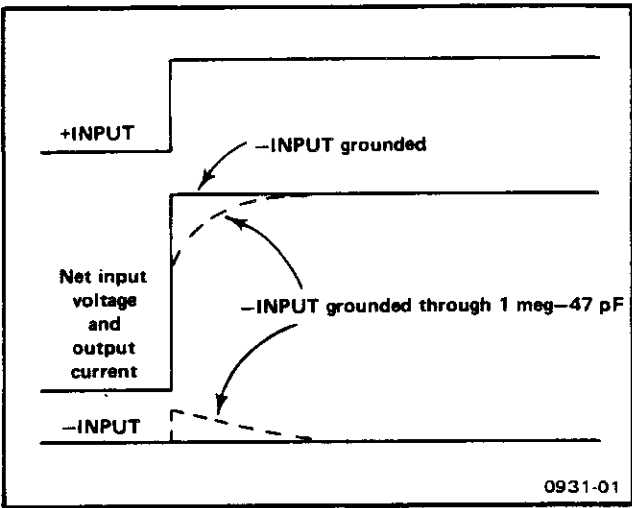 +INPUT
–INPUT grounded
Net input
voltage
and
output
current
–INPUT grounded through 1 meg–47 pF
–INPUT
0931-01